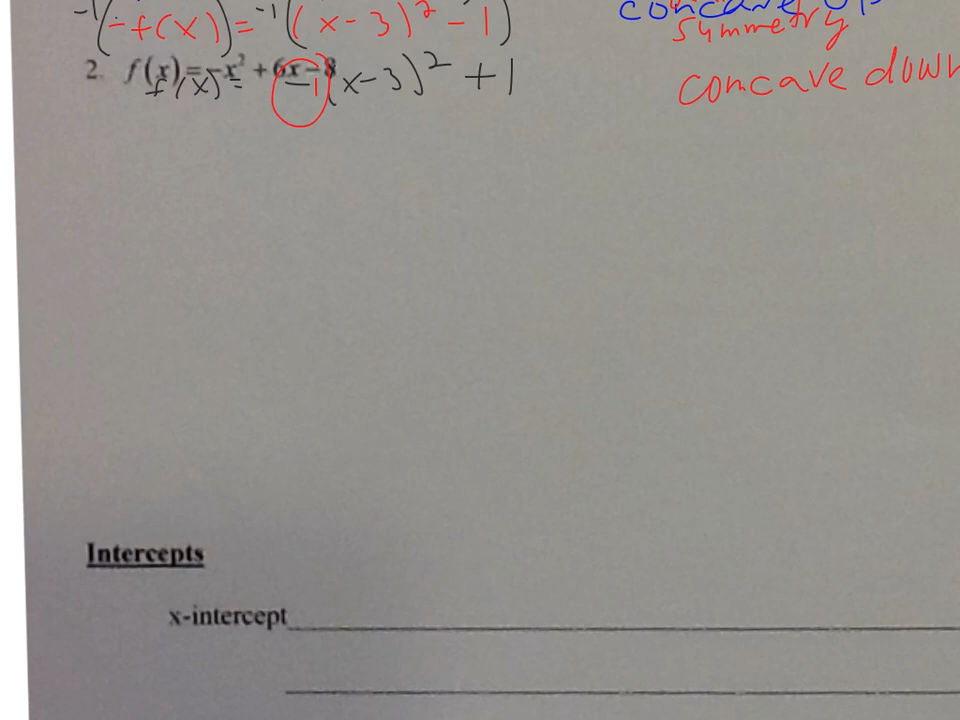 -1(-f(x))=-1((x-3)²-1)
concave up
symmetry
2. f(x)=-x²+6x-8
f(x)=-1(x-3)²+1
concave down
Intercepts
x-intercept